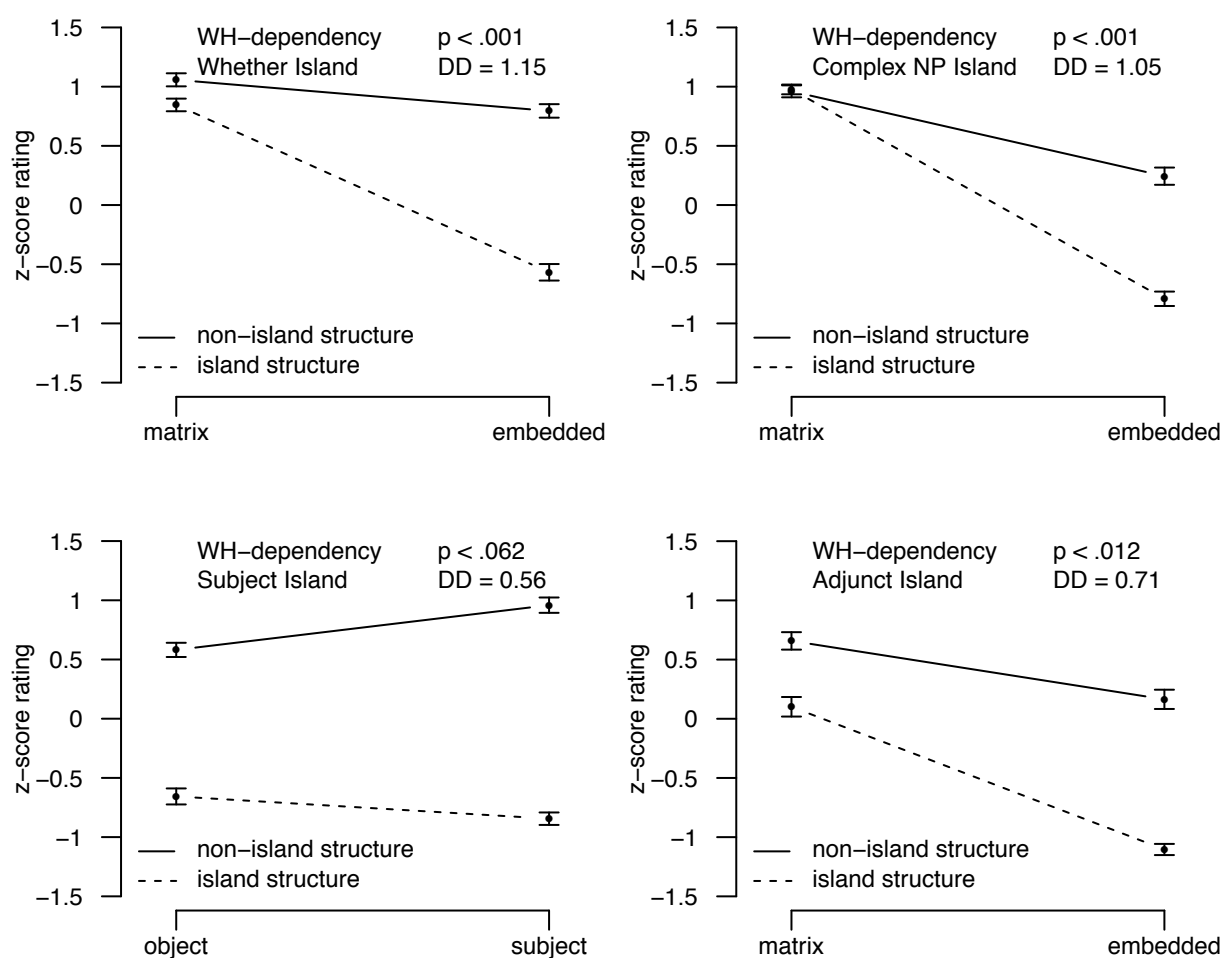 WH−dependency p < .001
Whether Island DD = 1.15
z−score rating
1.5
1
0.5
0
−0.5
−1
−1.5
non−island structure
island structure
matrix embedded
WH−dependency p < .001
Complex NP Island DD = 1.05
z−score rating
1.5
1
0.5
0
−0.5
−1
−1.5
non−island structure
island structure
matrix embedded
WH−dependency p < .062
Subject Island DD = 0.56
z−score rating
1.5
1
0.5
0
−0.5
−1
−1.5
non−island structure
island structure
object subject
WH−dependency p < .012
Adjunct Island DD = 0.71
z−score rating
1.5
1
0.5
0
−0.5
−1
−1.5
non−island structure
island structure
matrix embedded